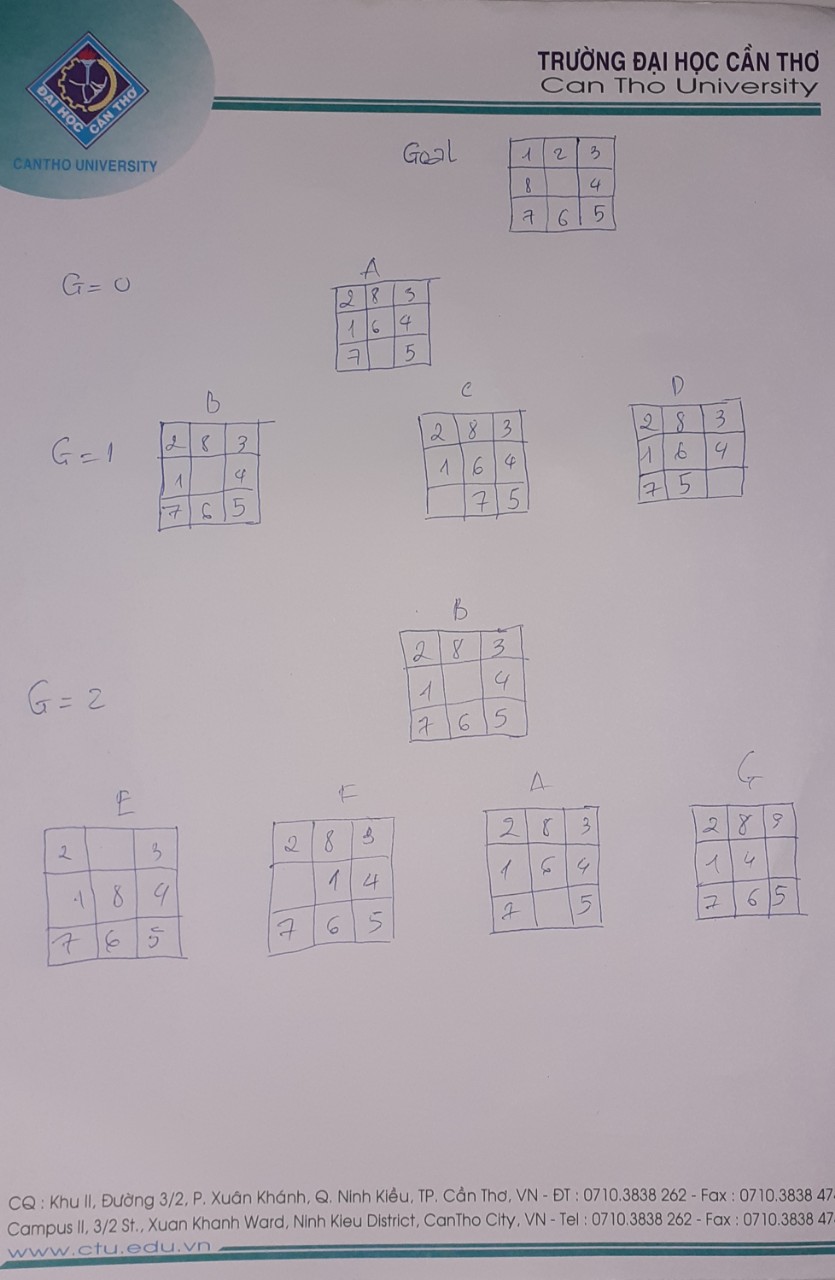 TRƯỜNG ĐẠI HỌC CẦN THƠ
Can Tho University
ĐẠI HỌC CẦN THƠ
CANTHO UNIVERSITY
Goal
1 2 3
8 4
7 6 5
G = 0
A
2 8 3
1 6 4
7 5
G = 1
B C D
2 8 3 2 8 3 2 8 3
1 4 1 6 4 1 6 4
7 6 5 7 5 7 5
B
2 8 3
G = 2
1 4
7 6 5
E F A G
2 3 2 8 3 2 8 3 2 8 9
1 8 4 1 4 1 6 4 1 4
7 6 5 7 6 5 7 5 7 6 5
CQ : Khu II, Đường 3/2, P. Xuân Khánh, Q. Ninh Kiều, TP. Cần Thơ, VN - ĐT : 0710.3838 262 - Fax : 0710.3838 47
Campus II, 3/2 St., Xuan Khanh Ward, Ninh Kieu District, CanTho City, VN - Tel : 0710.3838 262 - Fax : 0710.3838 47
www.ctu.edu.vn